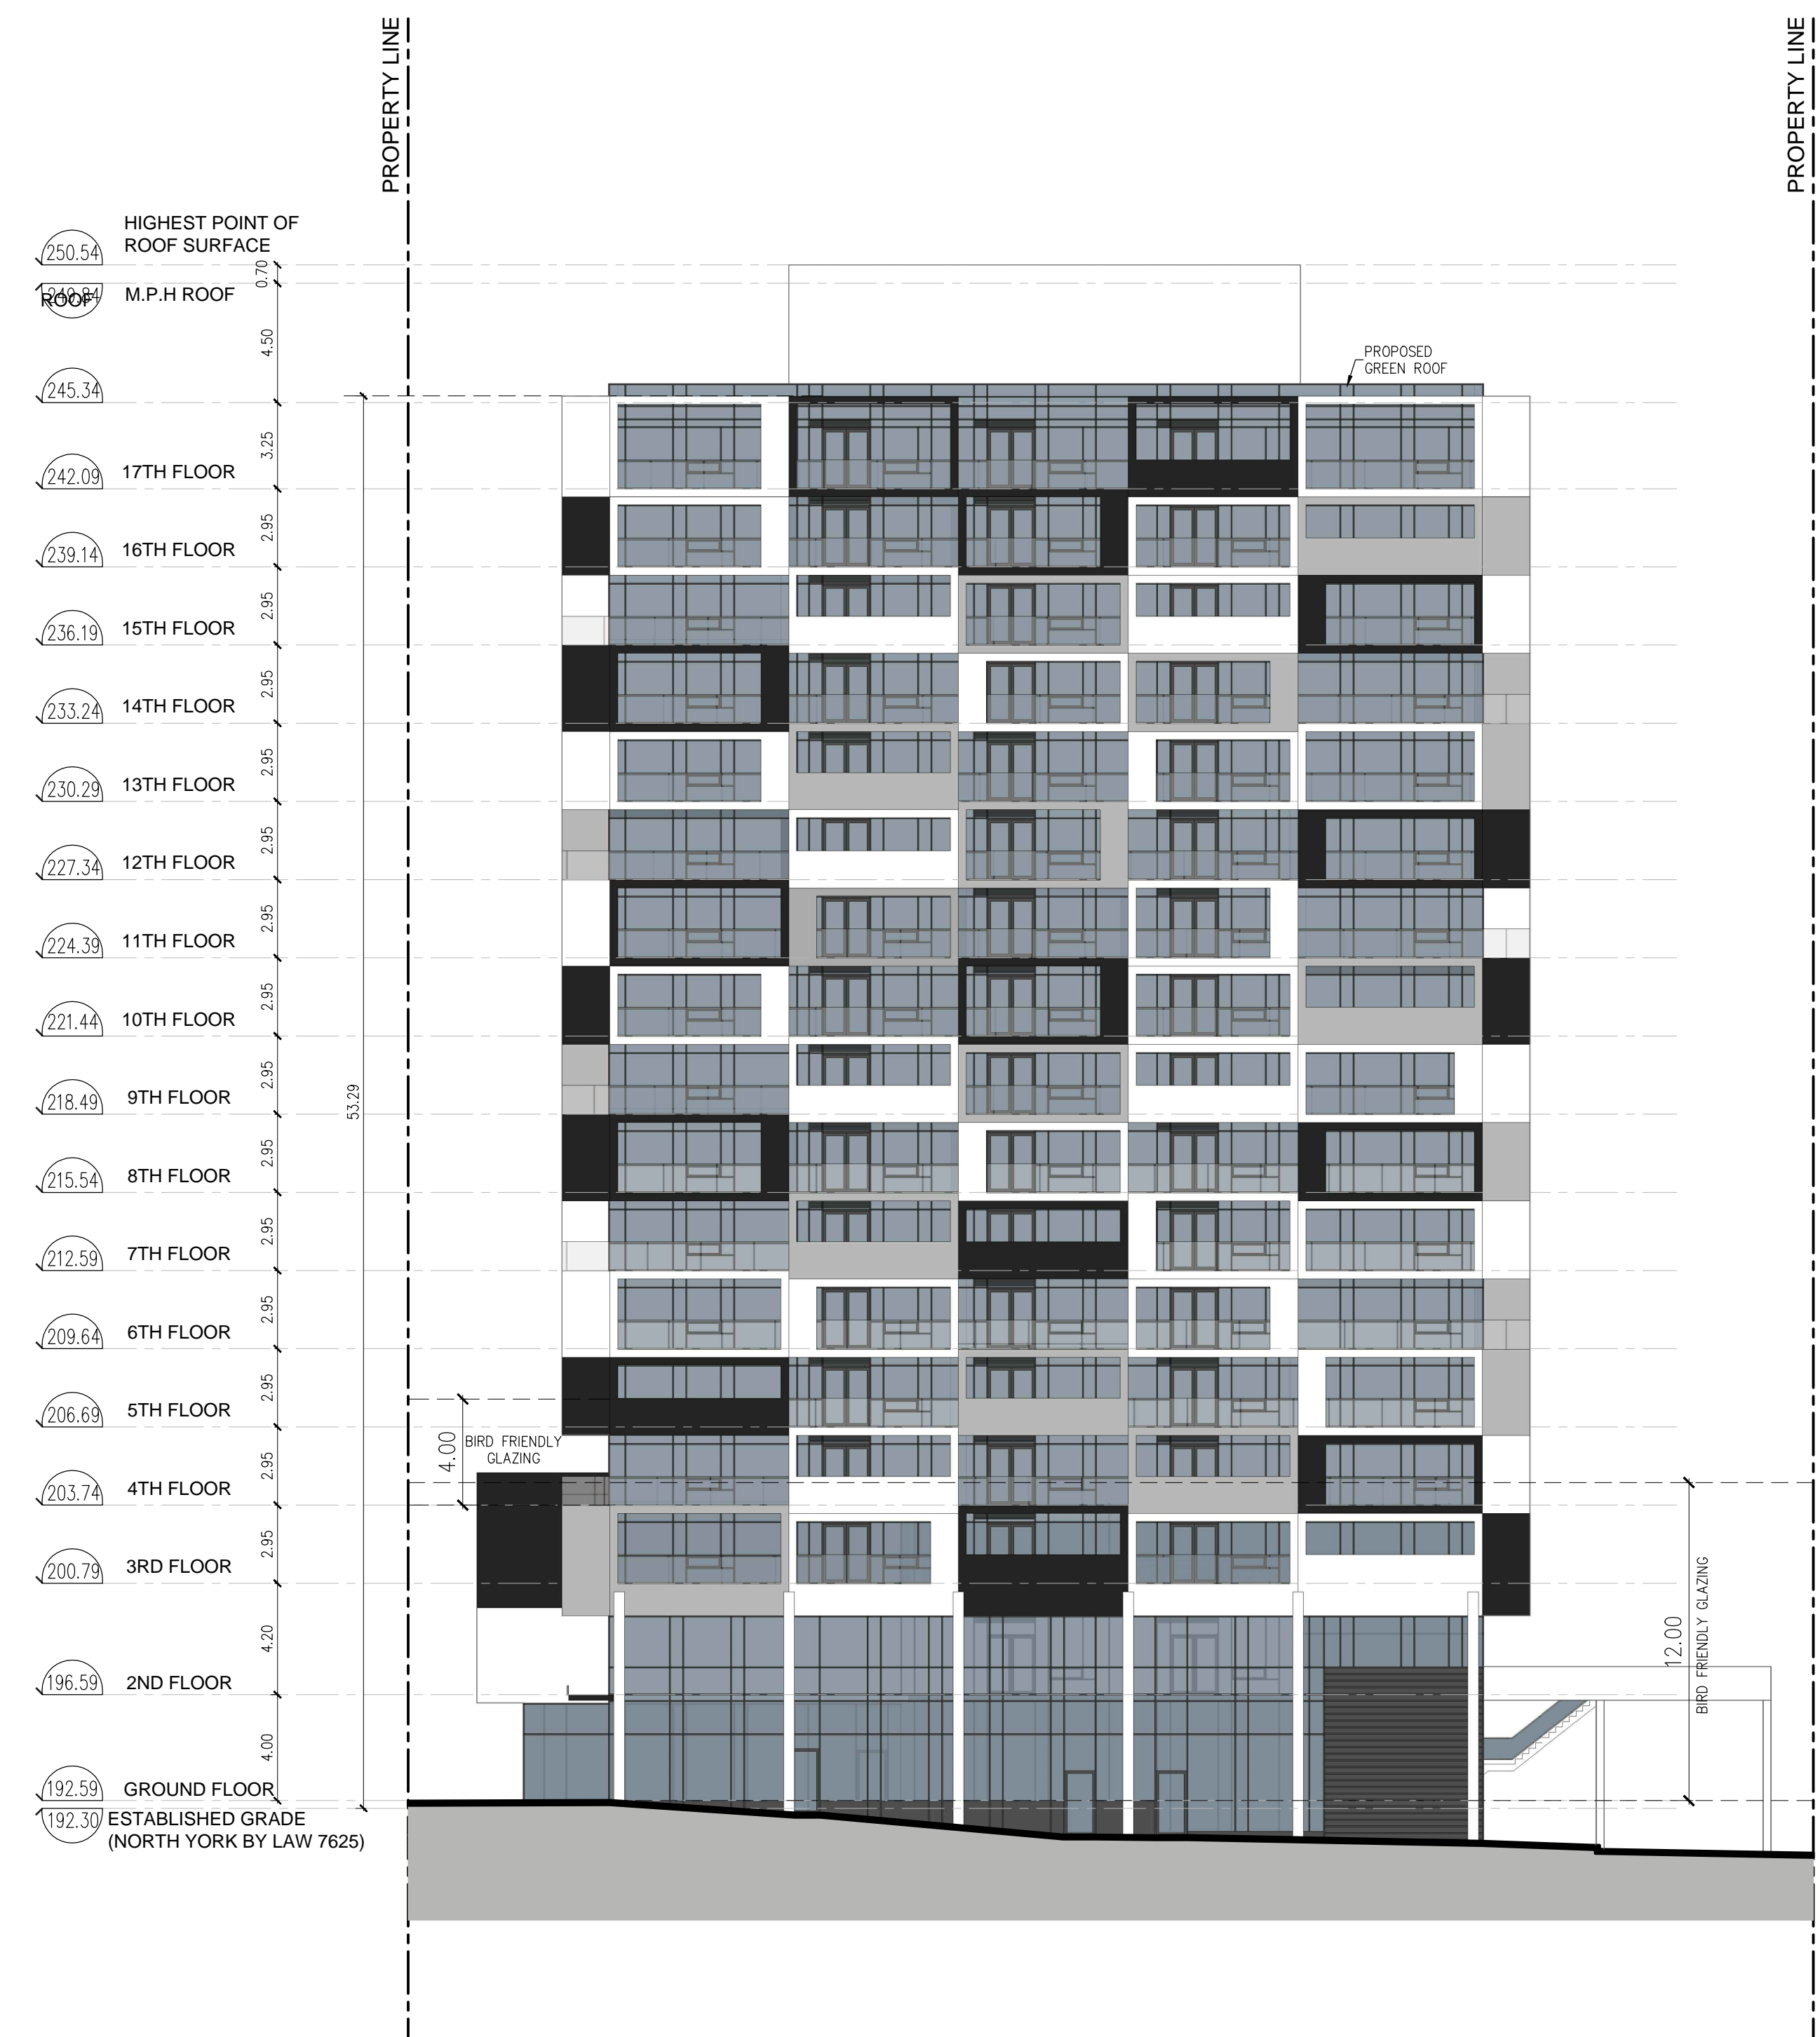 PROPERTY LINE
PROPERTY LINE
HIGHEST POINT OF
ROOF SURFACE
250.54
0.70
249.84
ROOF
M.P.H ROOF
4.50
PROPOSED
GREEN ROOF
245.34
3.25
242.09 17TH FLOOR
2.95
239.14 16TH FLOOR
2.95
236.19 15TH FLOOR
2.95
233.24 14TH FLOOR
2.95
230.29 13TH FLOOR
2.95
227.34 12TH FLOOR
2.95
224.39 11TH FLOOR
2.95
221.44 10TH FLOOR
2.95
218.49 9TH FLOOR
53.29
2.95
215.54 8TH FLOOR
2.95
212.59 7TH FLOOR
2.95
209.64 6TH FLOOR
2.95
206.69 5TH FLOOR
4.00
BIRD FRIENDLY
GLAZING
2.95
203.74 4TH FLOOR
2.95
200.79 3RD FLOOR
4.20
12.00
BIRD FRIENDLY GLAZING
196.59 2ND FLOOR
4.00
192.59 GROUND FLOOR
192.30 ESTABLISHED GRADE
(NORTH YORK BY LAW 7625)